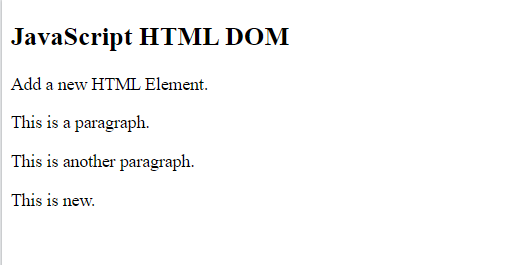 JavaScript HTML DOM
Add a new HTML Element.
This is a paragraph.
This is another paragraph.
This is new.